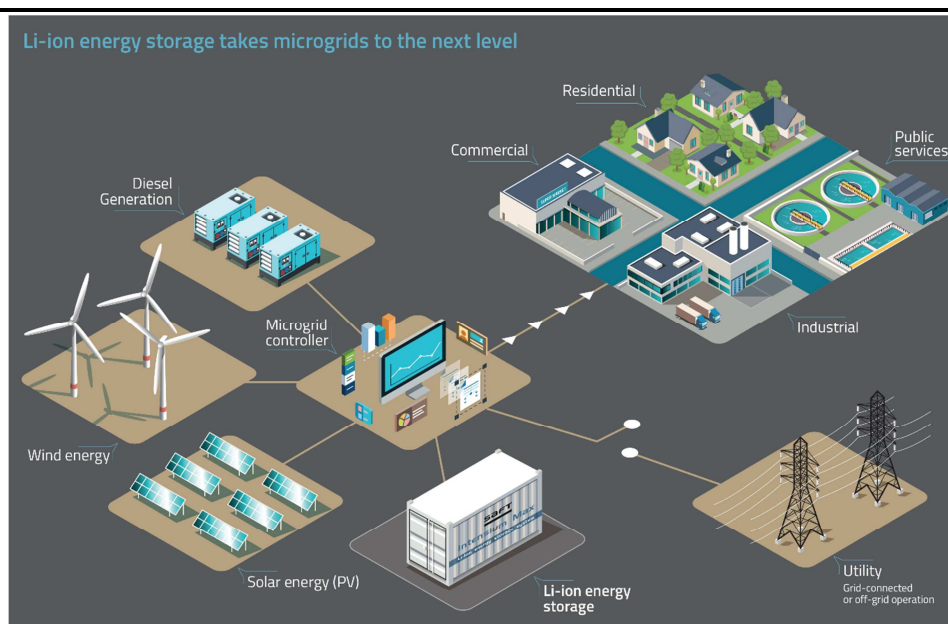 Li-ion energy storage takes microgrids to the next level
Residential
Commercial
Public
services
Diesel
Generation
Microgrid
controller
Industrial
Wind energy
Solar energy (PV)
saft
Intensium Max
Li-ion energy
storage
Utility
Grid-connected
or off-grid operation